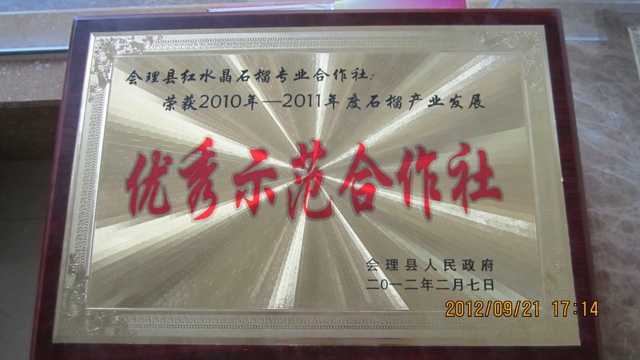 会理县红水晶石榴专业合作社：
荣获2010年—2011年度石榴产业发展
优秀示范合作社
会理县人民政府
二〇一二年二月七日
2012/09/21 17:14